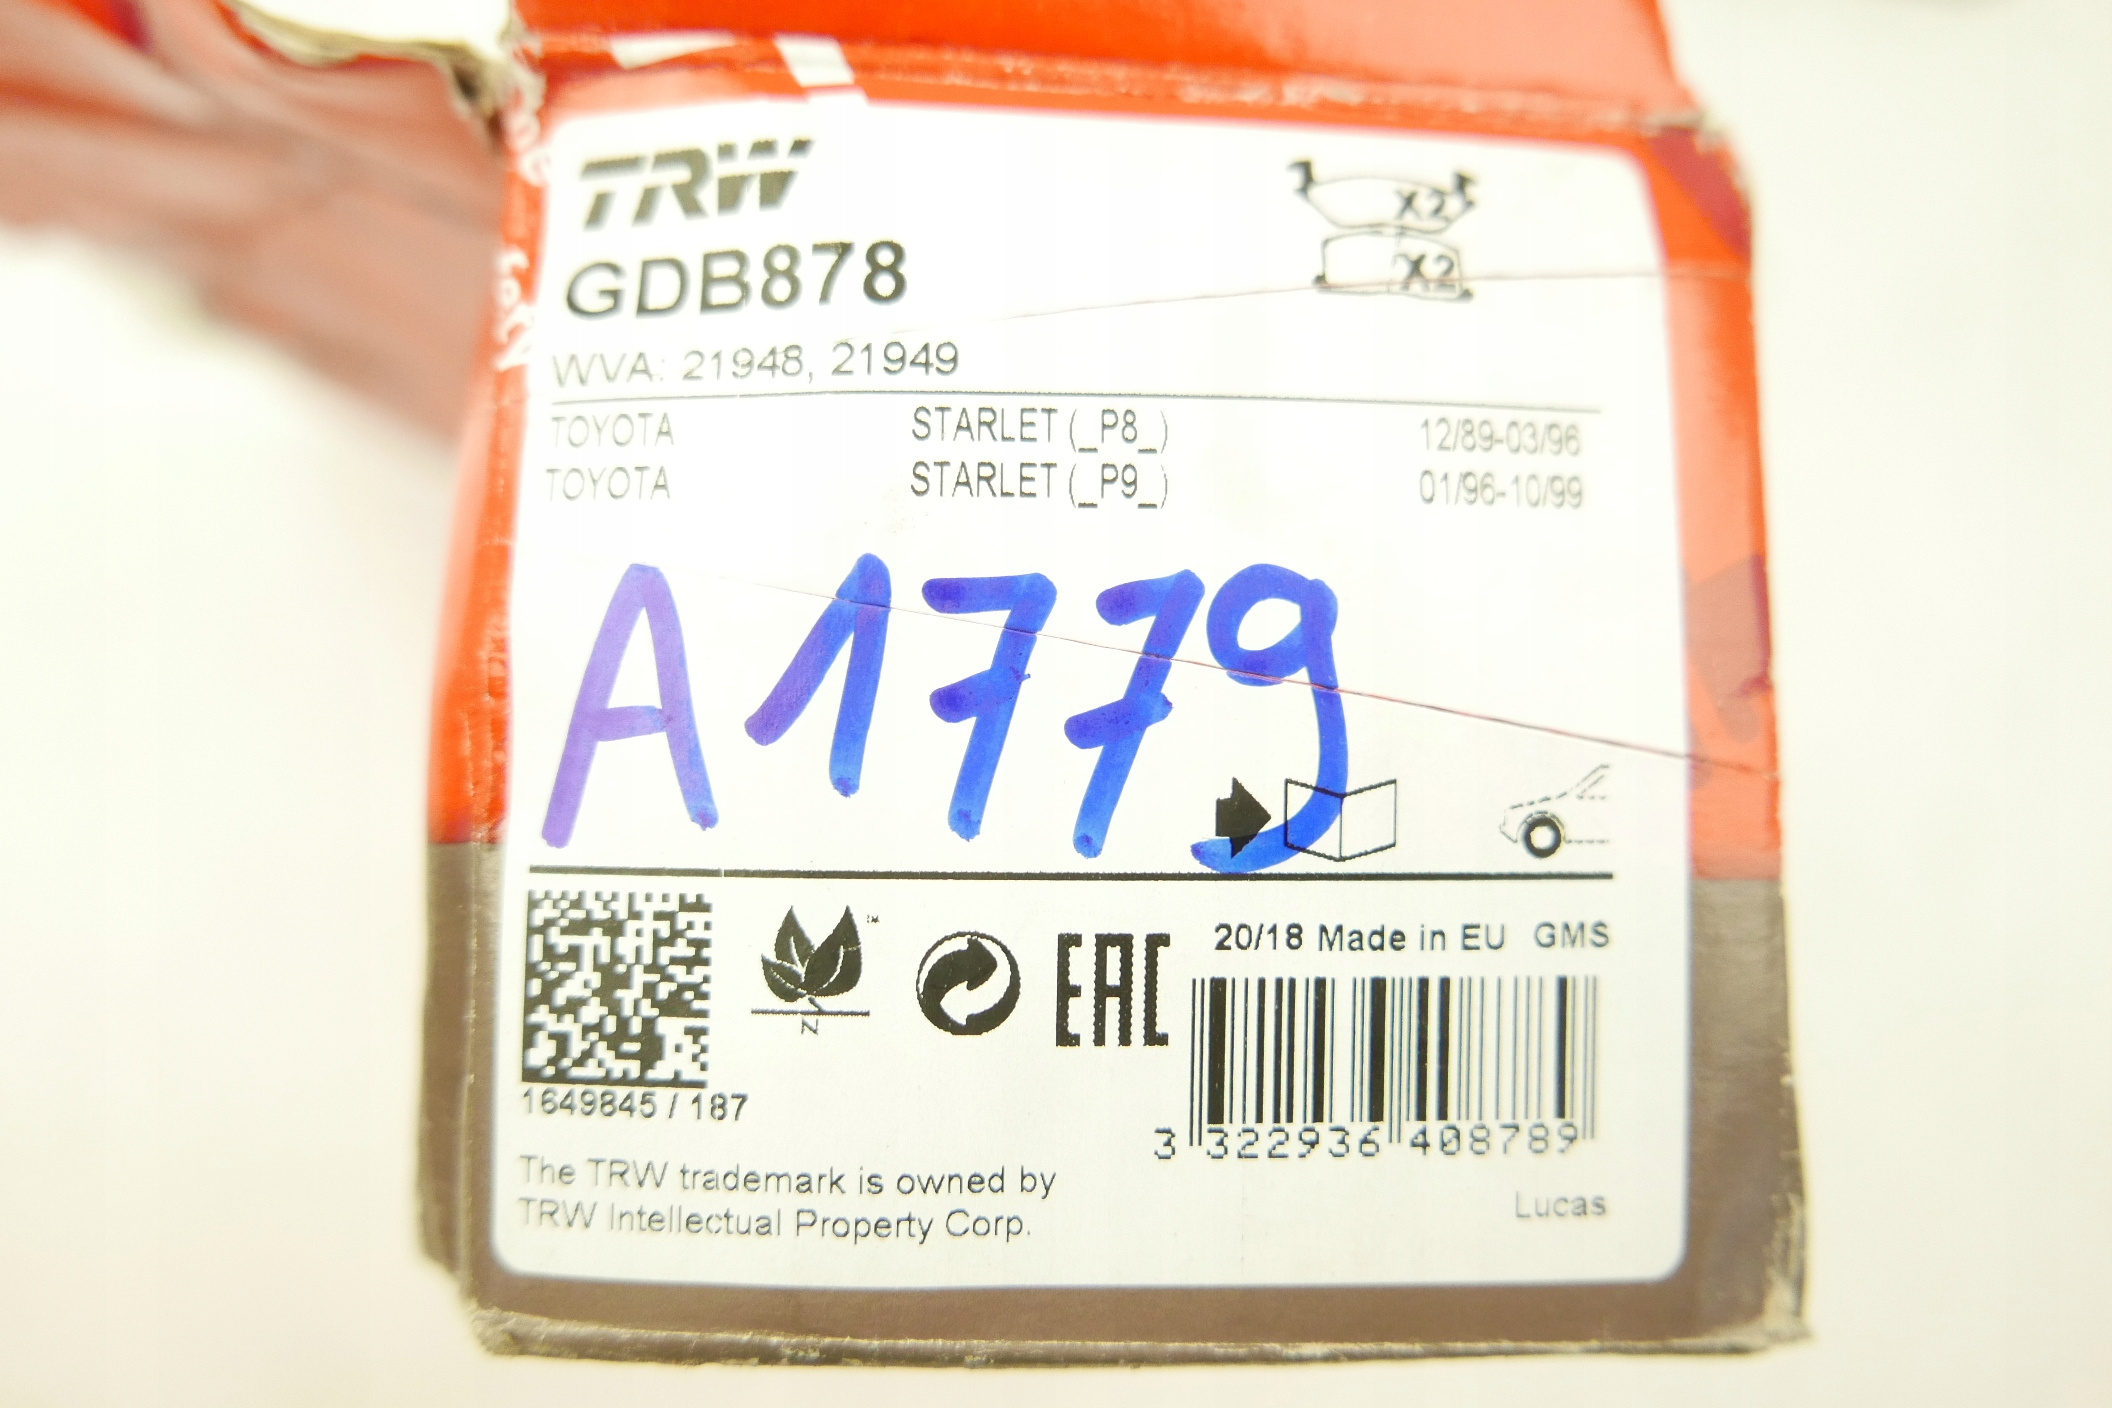 TRW
GDB878
X2
X2
WVA: 21948, 21949
TOYOTA STARLET (_P8_) 12/89-03/96
TOYOTA STARLET (_P9_) 01/96-10/99
A1779
™
N
EAC
20/18 Made in EU GMS
1649845 / 187
3 322936 408789
The TRW trademark is owned by
TRW Intellectual Property Corp.
Lucas